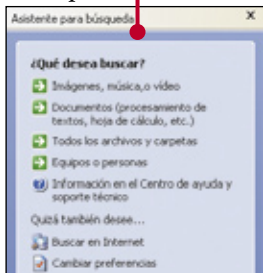 Asistente para búsqueda
¿Qué desea buscar?
Imágenes, música,o vídeo
Documentos (procesamiento de
textos, hoja de cálculo, etc.)
Todos los archivos y carpetas
Equipos o personas
Información en el Centro de ayuda y
soporte técnico
Quizá también desee...
Buscar en Internet
Cambiar preferencias